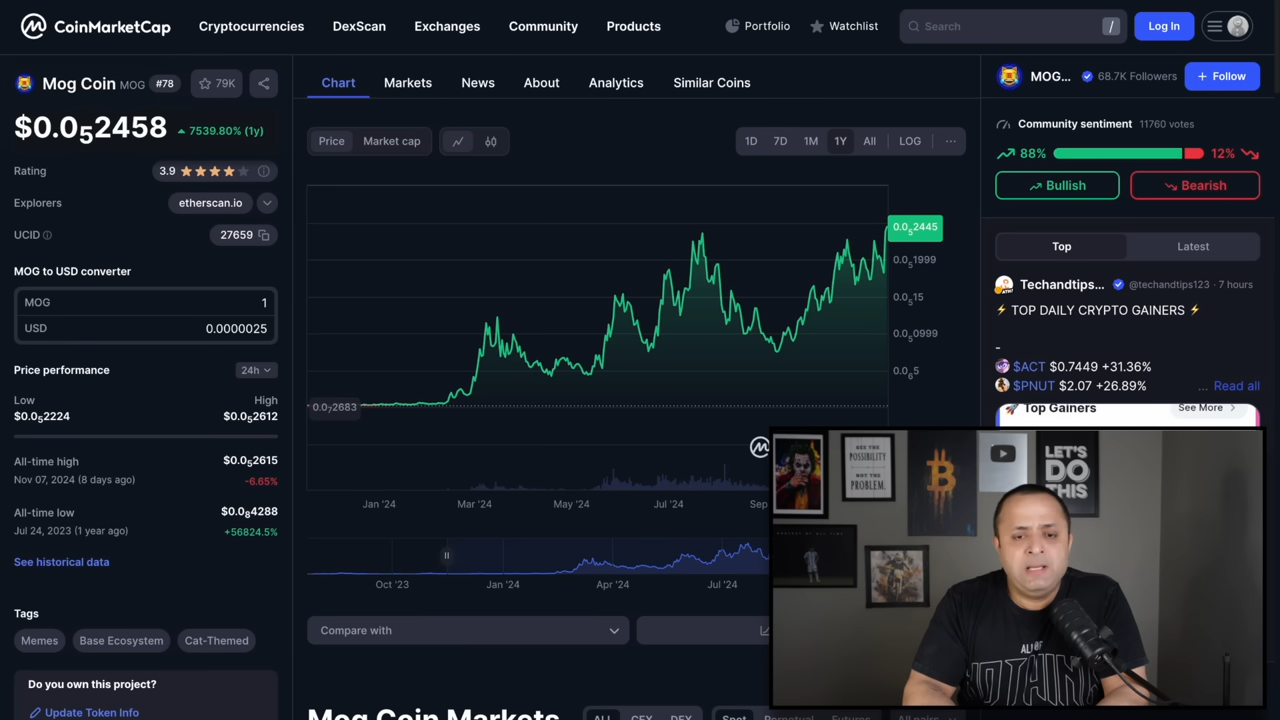 CoinMarketCap
Cryptocurrencies DexScan Exchanges Community Products
Portfolio Watchlist
Search /
Log In
Mog Coin MOG #78 79K
$0.0₅2458 7539.80% (1y)
Rating 3.9
Explorers etherscan.io
UCID 27659
MOG to USD converter
MOG 1
USD 0.0000025
Price performance 24h
Low High
$0.0₅2224 $0.0₅2612
All-time high $0.0₅2615
Nov 07, 2024 (8 days ago) -6.65%
All-time low $0.0₈4288
Jul 24, 2023 (1 year ago) +56824.5%
See historical data
Tags
Memes Base Ecosystem Cat-Themed
Do you own this project?
Update Token Info
Chart Markets News About Analytics Similar Coins
Price Market cap
1D 7D 1M 1Y All LOG ...
0.0₅2445
0.0₅1999
0.0₅15
0.0₆9999
0.0₆5
0.0₇2683
Jan '24 Mar '24 May '24 Jul '24 Sep
Oct '23 Jan '24 Apr '24 Jul '24
Compare with
Mog Coin Markets ALL CEX DEX Spot Perpetual Futures All pairs
MOG... 68.7K Followers + Follow
Community sentiment 11760 votes
88% 12%
Bullish Bearish
Top Latest
Techandtips... @techandtips123 · 7 hours
⚡ TOP DAILY CRYPTO GAINERS ⚡
-
$ACT $0.7449 +31.36%
$PNUT $2.07 +26.89% ... Read all
Top Gainers See More
SEE THE
POSSIBILITY
NOT THE
PROBLEM.
LET'S
DO
THIS
ALL OF
NOTHING